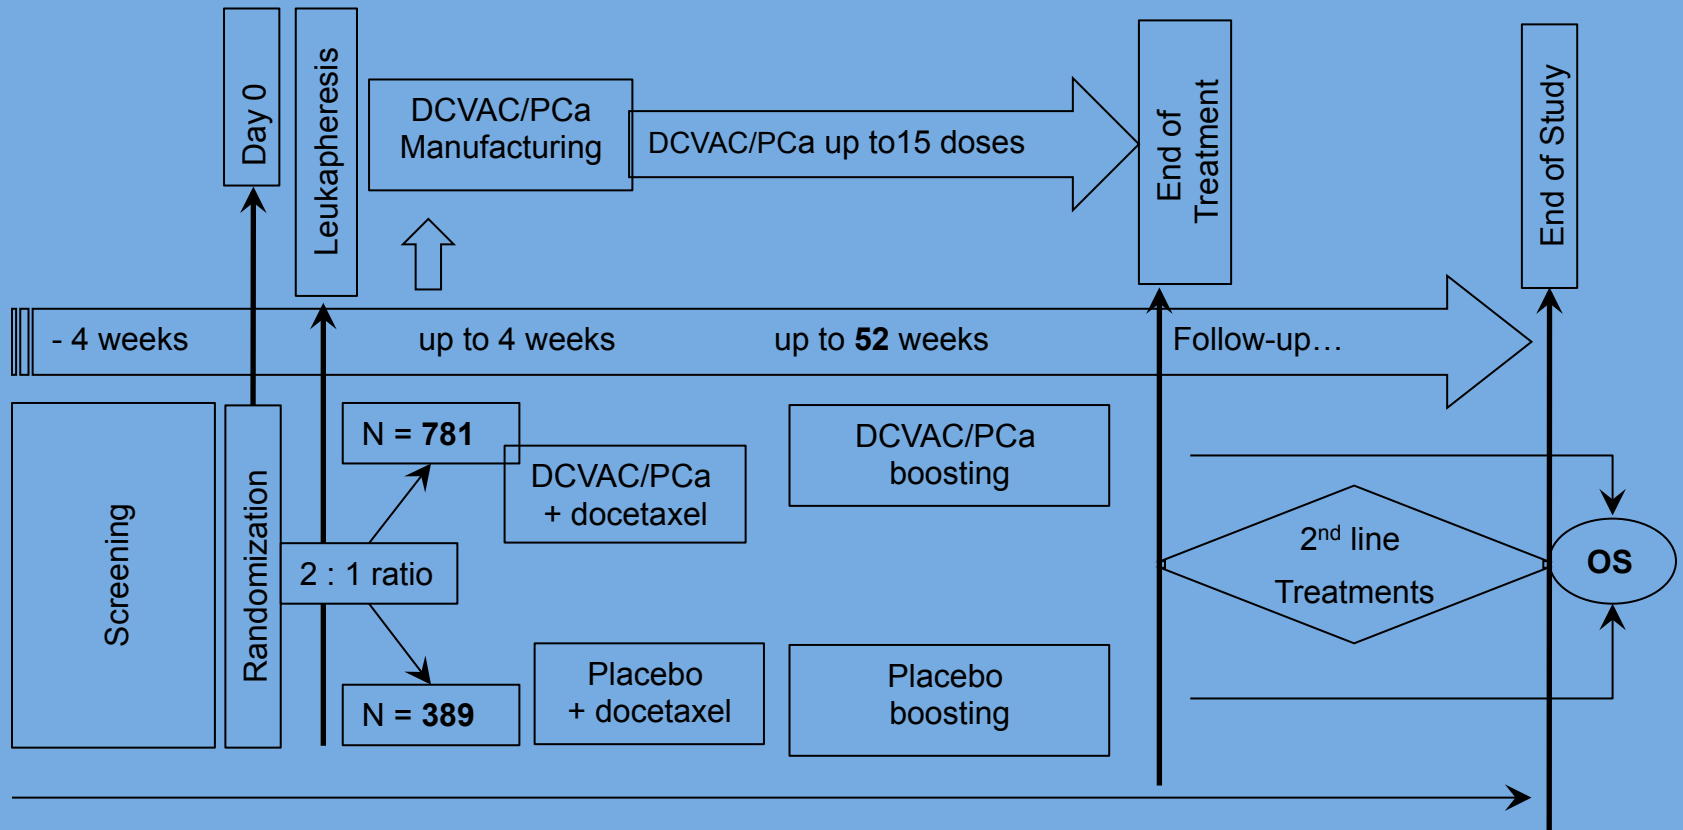 Day 0
Leukapheresis
DCVAC/PCa
Manufacturing
DCVAC/PCa up to15 doses
End of
Treatment
End of Study
- 4 weeks
up to 4 weeks
up to 52 weeks
Follow-up…
Screening
Randomization
2 : 1 ratio
N = 781
DCVAC/PCa
+ docetaxel
DCVAC/PCa
boosting
N = 389
Placebo
+ docetaxel
Placebo
boosting
2nd line
Treatments
OS